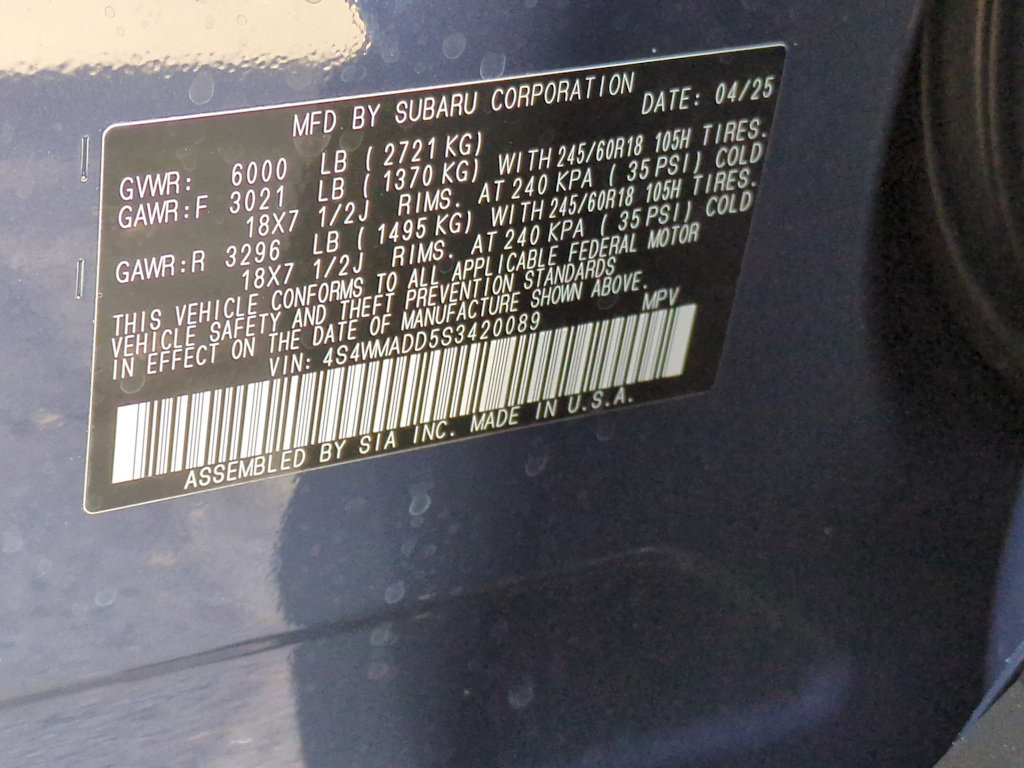 MFD BY SUBARU CORPORATION DATE: 04/25
GVWR: 6000 LB ( 2721 KG)
GAWR:F 3021 LB ( 1370 KG) WITH 245/60R18 105H TIRES.
18X7 1/2J RIMS. AT 240 KPA ( 35 PSI) COLD
GAWR:R 3296 LB ( 1495 KG) WITH 245/60R18 105H TIRES.
18X7 1/2J RIMS. AT 240 KPA ( 35 PSI) COLD
THIS VEHICLE CONFORMS TO ALL APPLICABLE FEDERAL MOTOR
VEHICLE SAFETY AND THEFT PREVENTION STANDARDS
IN EFFECT ON THE DATE OF MANUFACTURE SHOWN ABOVE.
VIN: 4S4WMADD5S3420089 MPV
ASSEMBLED BY SIA INC. MADE IN U.S.A.